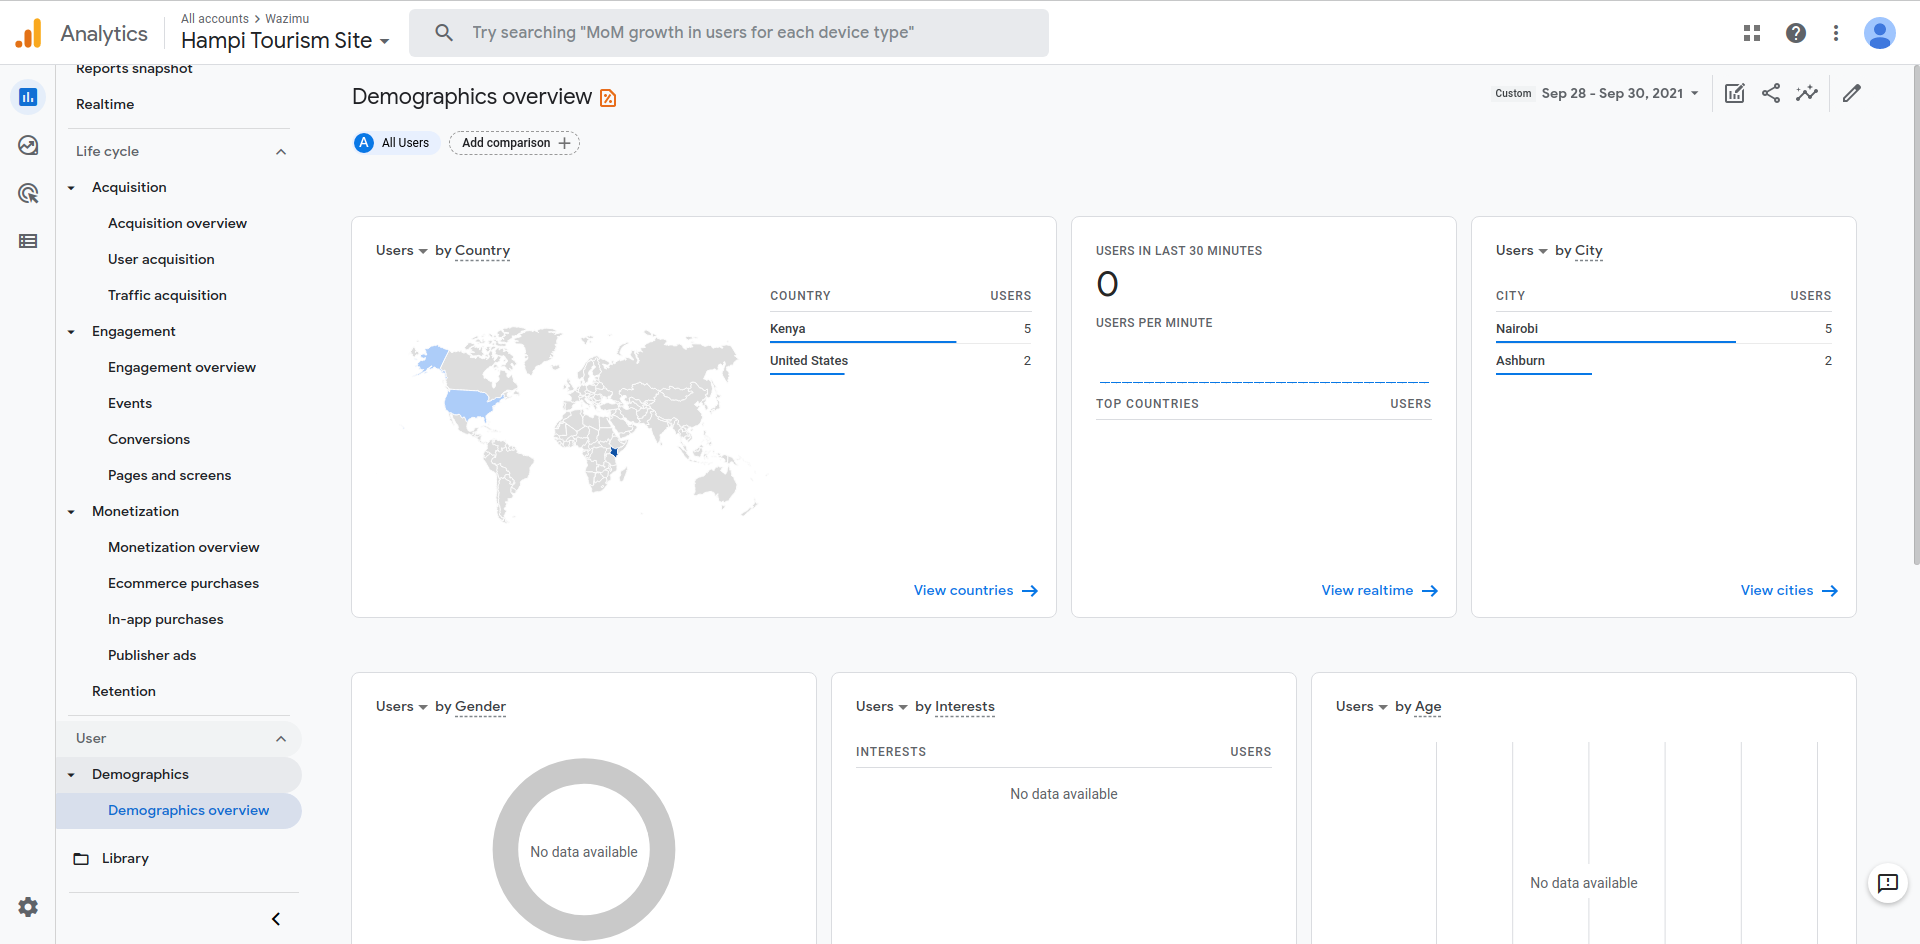 Analytics
All accounts > Wazimu
Hampi Tourism Site
Try searching "MoM growth in users for each device type"
Reports snapshot
Realtime
Life cycle
Acquisition
Acquisition overview
User acquisition
Traffic acquisition
Engagement
Engagement overview
Events
Conversions
Pages and screens
Monetization
Monetization overview
Ecommerce purchases
In-app purchases
Publisher ads
Retention
User
Demographics
Demographics overview
Library
Demographics overview
Custom Sep 28 - Sep 30, 2021
A All Users Add comparison
Users by Country
COUNTRY USERS
Kenya 5
United States 2
View countries
USERS IN LAST 30 MINUTES
0
USERS PER MINUTE
TOP COUNTRIES USERS
View realtime
Users by City
CITY USERS
Nairobi 5
Ashburn 2
View cities
Users by Gender
No data available
Users by Interests
INTERESTS USERS
No data available
Users by Age
No data available